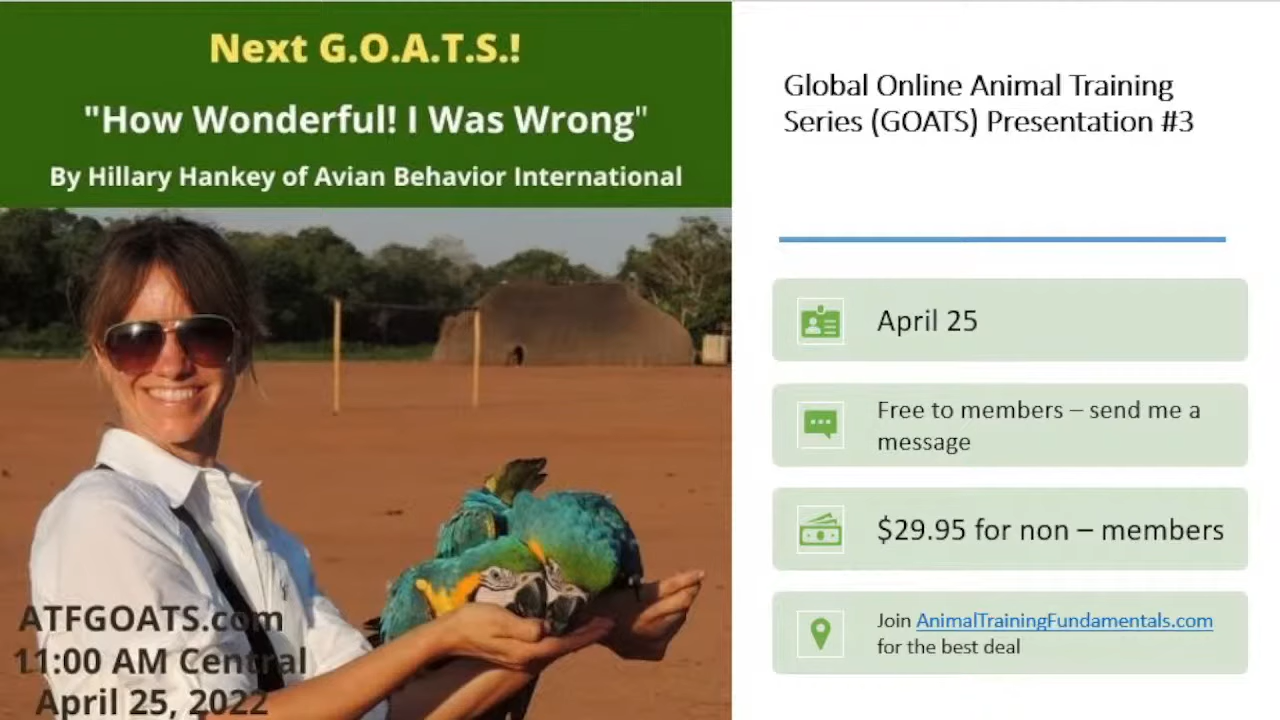 Next G.O.A.T.S.!
"How Wonderful! I Was Wrong"
By Hillary Hankey of Avian Behavior International
ATFGOATS.com
11:00 AM Central
April 25, 2022
Global Online Animal Training
Series (GOATS) Presentation #3
April 25
Free to members – send me a
message
$29.95 for non – members
Join AnimalTrainingFundamentals.com
for the best deal